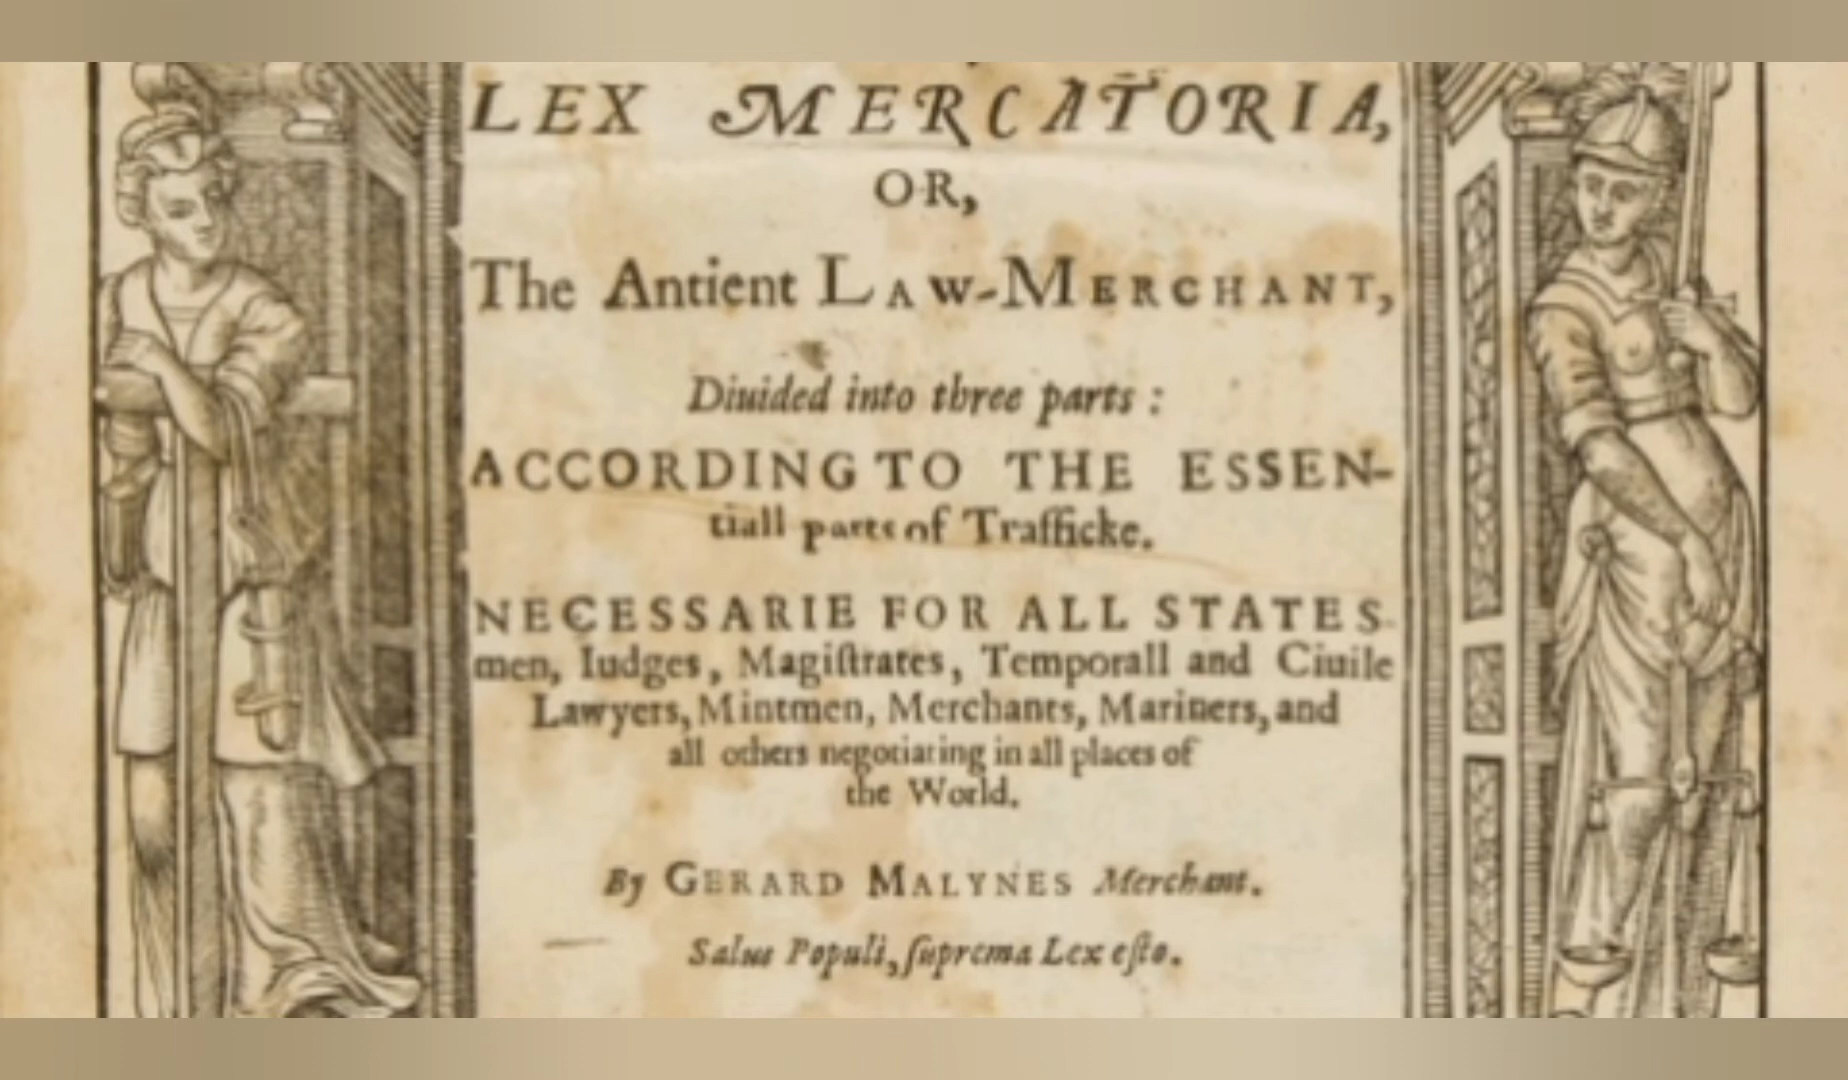 LEX MERCATORIA,
OR,
The Antient LAW-MERCHANT,
Diuided into three parts :
ACCORDING TO THE ESSEN-
tiall parts of Trafficke.
NECESSARIE FOR ALL STATES-
men, Iudges, Magiſtrates, Temporall and Ciuile
Lawyers, Mintmen, Merchants, Mariners, and
all others negotiating in all places of
the World.
By GERARD MALYNES Merchant.
Salus Populi, ſuprema Lex eſto.